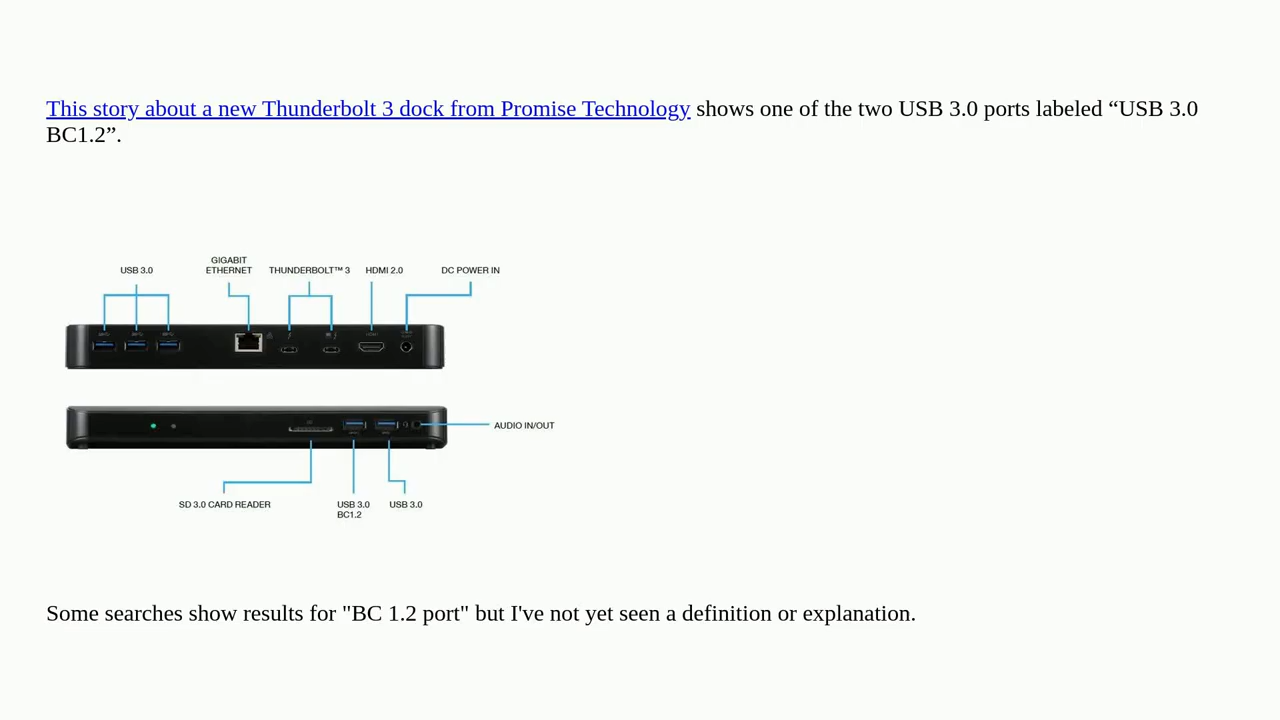 This story about a new Thunderbolt 3 dock from Promise Technology shows one of the two USB 3.0 ports labeled “USB 3.0
BC1.2”.
GIGABIT
USB 3.0 ETHERNET THUNDERBOLT™ 3 HDMI 2.0 DC POWER IN
AUDIO IN/OUT
SD 3.0 CARD READER USB 3.0 USB 3.0
BC1.2
Some searches show results for "BC 1.2 port" but I've not yet seen a definition or explanation.